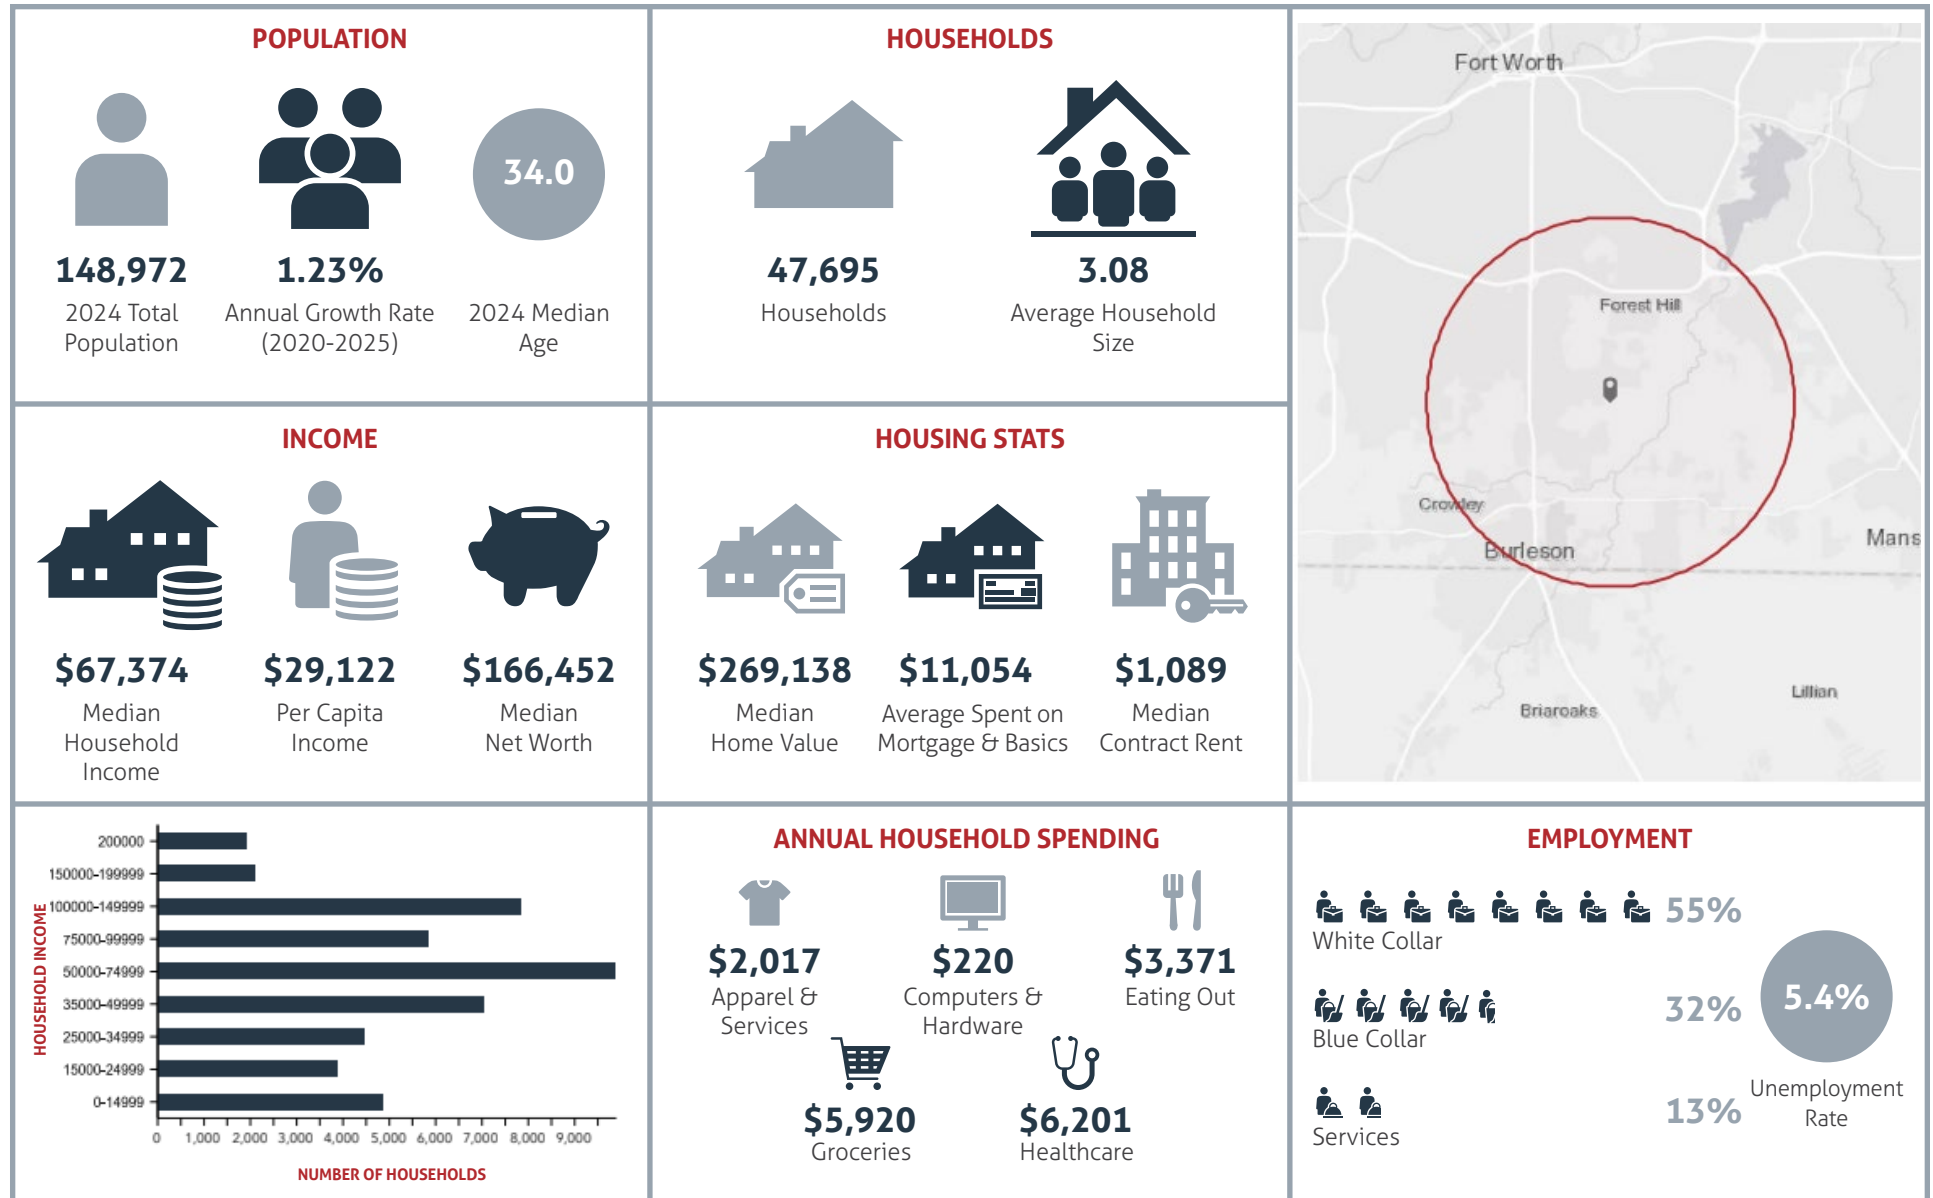 POPULATION
34.0
148,972
2024 Total
Population
1.23%
Annual Growth Rate
(2020-2025)
2024 Median
Age
HOUSEHOLDS
47,695
Households
3.08
Average Household
Size
Fort Worth
Forest Hill
Crowley
Burleson
Mans
Lillian
Briaroaks
INCOME
$67,374
Median
Household
Income
$29,122
Per Capita
Income
$166,452
Median
Net Worth
HOUSING STATS
$269,138
Median
Home Value
$11,054
Average Spent on
Mortgage & Basics
$1,089
Median
Contract Rent
HOUSEHOLD INCOME
200000
150000-199999
100000-149999
75000-99999
50000-74999
35000-49999
25000-34999
15000-24999
0-14999
0 1,000 2,000 3,000 4,000 5,000 6,000 7,000 8,000 9,000
NUMBER OF HOUSEHOLDS
ANNUAL HOUSEHOLD SPENDING
$2,017
Apparel &
Services
$220
Computers &
Hardware
$3,371
Eating Out
$5,920
Groceries
$6,201
Healthcare
EMPLOYMENT
55%
White Collar
32%
Blue Collar
13%
Services
5.4%
Unemployment
Rate